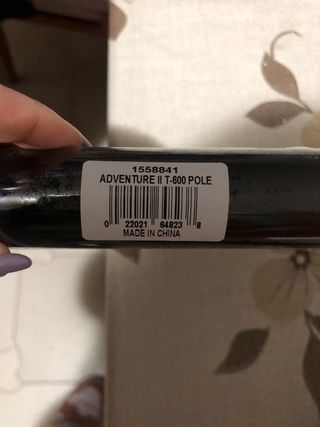 1558841
ADVENTURE II T-600 POLE
0 22021 64823 8
MADE IN CHINA